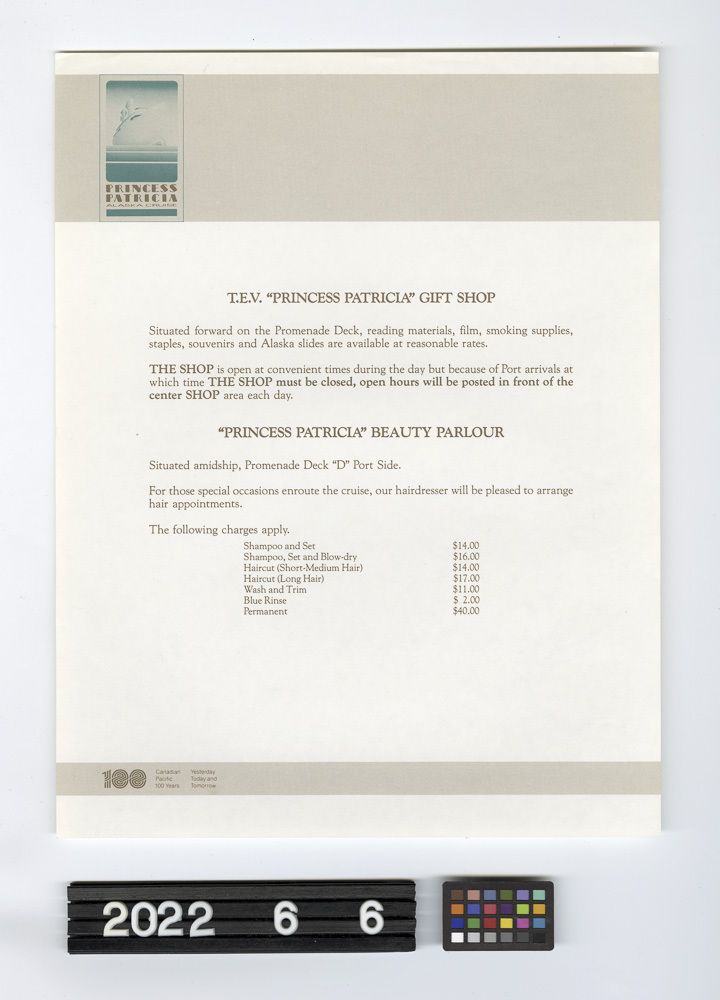 PRINCESS
PATRICIA
ALASKA CRUISE
T.E.V. “PRINCESS PATRICIA” GIFT SHOP
Situated forward on the Promenade Deck, reading materials, film, smoking supplies,
staples, souvenirs and Alaska slides are available at reasonable rates.
THE SHOP is open at convenient times during the day but because of Port arrivals at
which time THE SHOP must be closed, open hours will be posted in front of the
center SHOP area each day.
“PRINCESS PATRICIA” BEAUTY PARLOUR
Situated amidship, Promenade Deck “D” Port Side.
For those special occasions enroute the cruise, our hairdresser will be pleased to arrange
hair appointments.
The following charges apply.
Shampoo and Set $14.00
Shampoo, Set and Blow-dry $16.00
Haircut (Short-Medium Hair) $14.00
Haircut (Long Hair) $17.00
Wash and Trim $11.00
Blue Rinse $ 2.00
Permanent $40.00
100
Canadian Yesterday
Pacific Today and
100 Years Tomorrow
2022 6 6